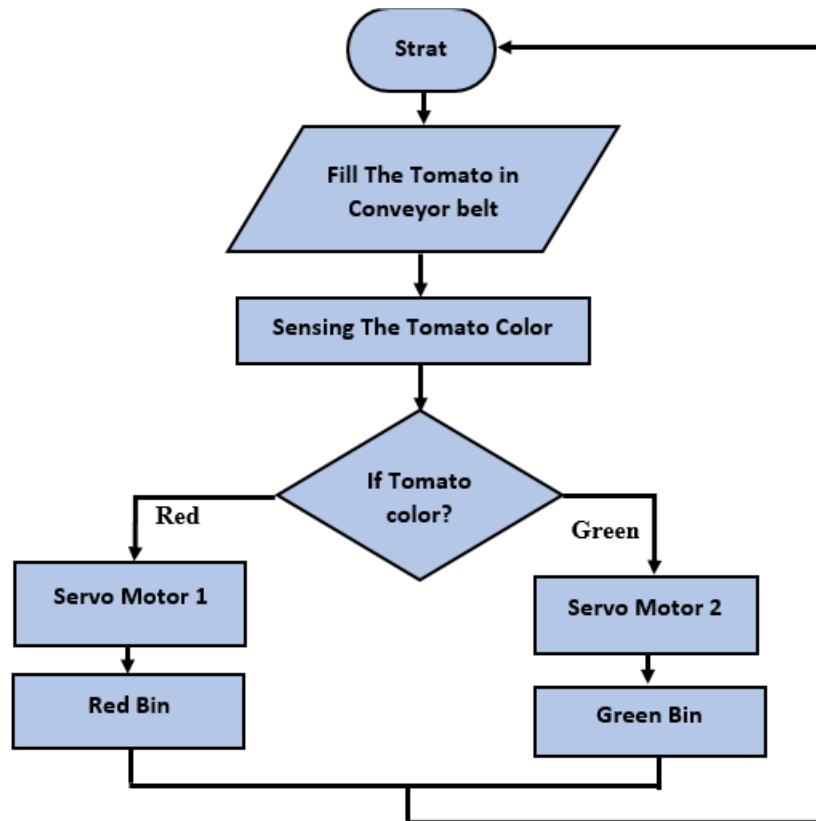 Strat
Fill The Tomato in
Conveyor belt
Sensing The Tomato Color
If Tomato
color?
Red
Green
Servo Motor 1
Servo Motor 2
Red Bin
Green Bin